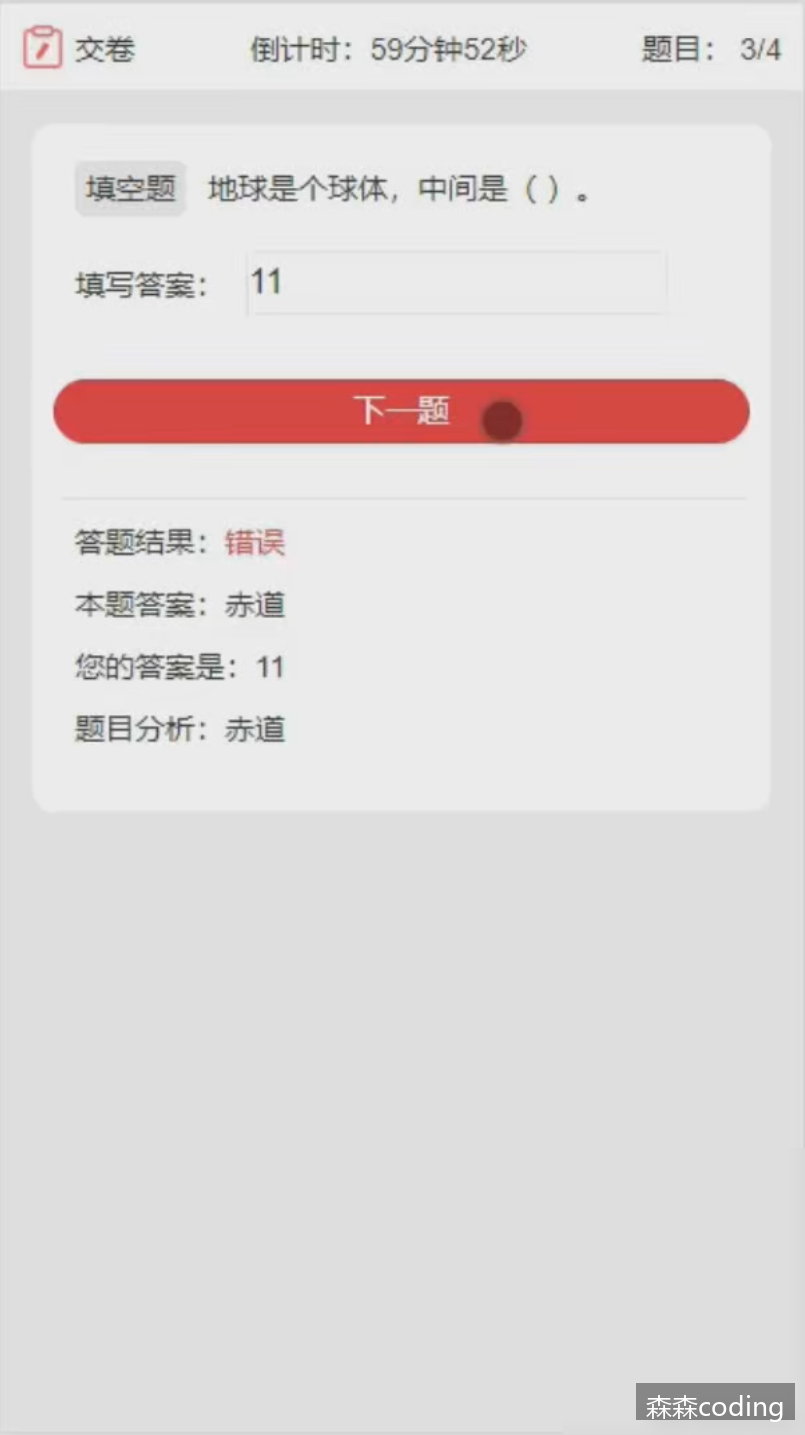 交卷 倒计时：59分钟52秒 题目： 3/4
填空题 地球是个球体，中间是（ ）。
填写答案： 11
下一题
答题结果：错误
本题答案：赤道
您的答案是：11
题目分析：赤道
森森coding